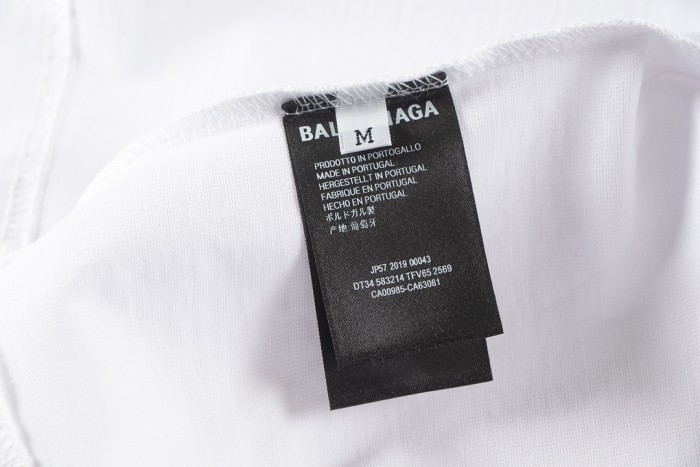 BAL AGA
M
PRODOTTO IN PORTOGALLO
MADE IN PORTUGAL
HERGESTELLT IN PORTUGAL
FABRIQUE EN PORTUGAL
HECHO EN PORTUGAL
ポルトガル製
产地:葡萄牙
JP57 2019 00043
DT34 583214 TFV65 2569
CA00985-CA63081